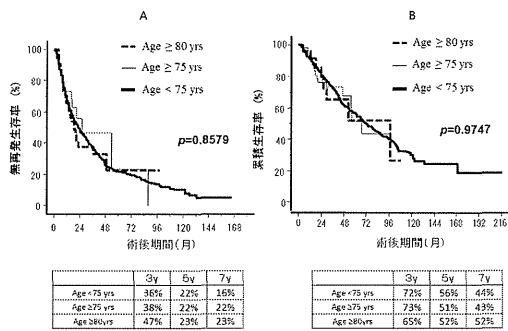 A
無再発生存率 (%)
100
80
60
40
20
0
Age ≥ 80 yrs
Age ≥ 75 yrs
Age < 75 yrs
p=0.8579
0 24 48 72 96 120 144 168
術後期間(月)
3y 5y 7y
Age <75 yrs 36% 22% 16%
Age ≥75 yrs 38% 22% 22%
Age ≥80yrs 47% 23% 23%
B
累積生存率 (%)
100
80
60
40
20
0
Age ≥ 80 yrs
Age ≥ 75 yrs
Age < 75 yrs
p=0.9747
0 24 48 72 96 120 144 168 192 216
術後期間(月)
3y 5y 7y
Age <75 yrs 72% 56% 44%
Age ≥75 yrs 73% 51% 43%
Age ≥80yrs 65% 52% 52%